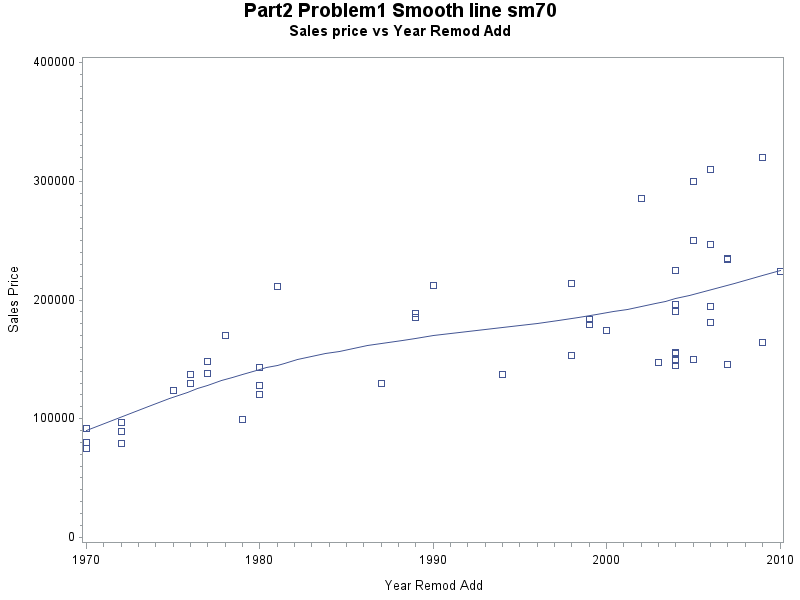 Part2 Problem1 Smooth line sm70
Sales price vs Year Remod Add
400000
300000
200000
100000
0
Sales Price
1970 1980 1990 2000 2010
Year Remod Add